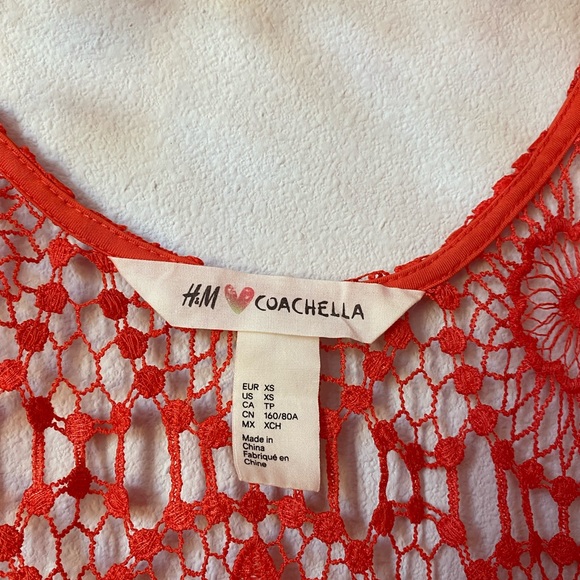 H&M COACHELLA
EUR XS
US XS
CA TP
CN 160/80A
MX XCH
Made in
China
Fabriqué en
Chine